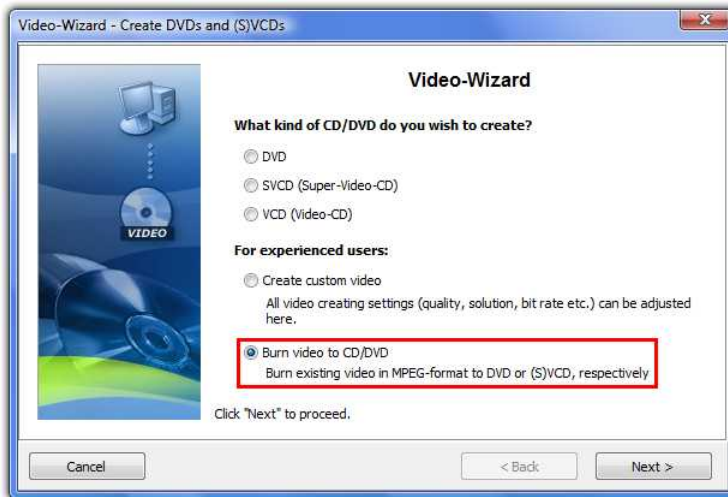 Video-Wizard - Create DVDs and (S)VCDs
Video-Wizard
What kind of CD/DVD do you wish to create?
DVD
SVCD (Super-Video-CD)
VCD (Video-CD)
VIDEO
For experienced users:
Create custom video
All video creating settings (quality, solution, bit rate etc.) can be adjusted
here.
Burn video to CD/DVD
Burn existing video in MPEG-format to DVD or (S)VCD, respectively
Click "Next" to proceed.
Cancel
< Back
Next >